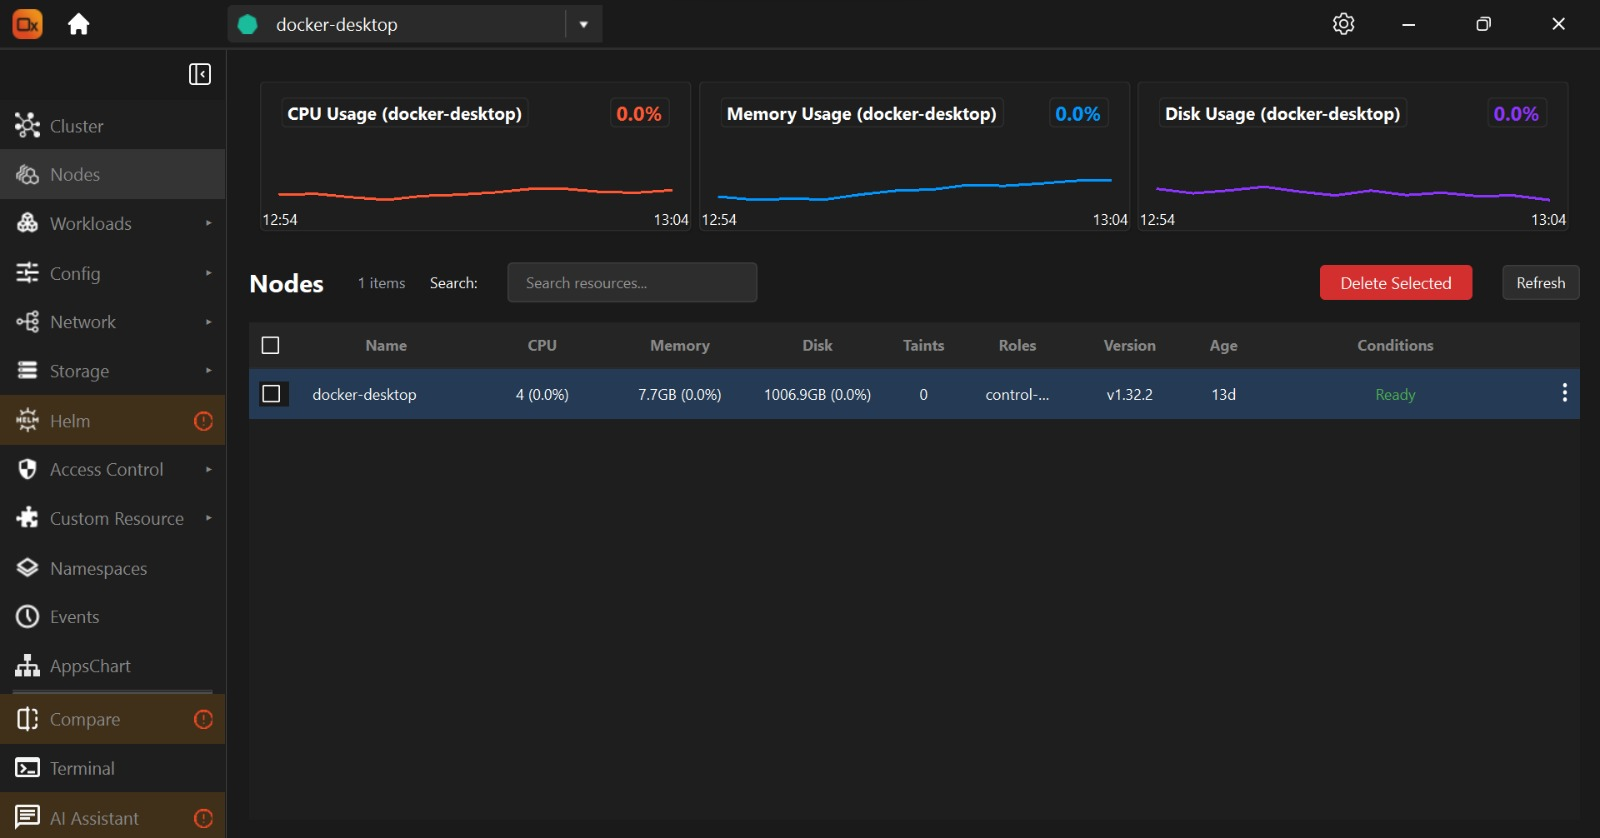 docker-desktop
Cluster
Nodes
Workloads
Config
Network
Storage
HELM Helm
Access Control
Custom Resource
Namespaces
Events
AppsChart
Compare
Terminal
AI Assistant
CPU Usage (docker-desktop) 0.0%
12:54 13:04
Memory Usage (docker-desktop) 0.0%
12:54 13:04
Disk Usage (docker-desktop) 0.0%
12:54 13:04
Nodes 1 items Search: Search resources... Delete Selected Refresh
Name CPU Memory Disk Taints Roles Version Age Conditions
docker-desktop 4 (0.0%) 7.7GB (0.0%) 1006.9GB (0.0%) 0 control-... v1.32.2 13d Ready